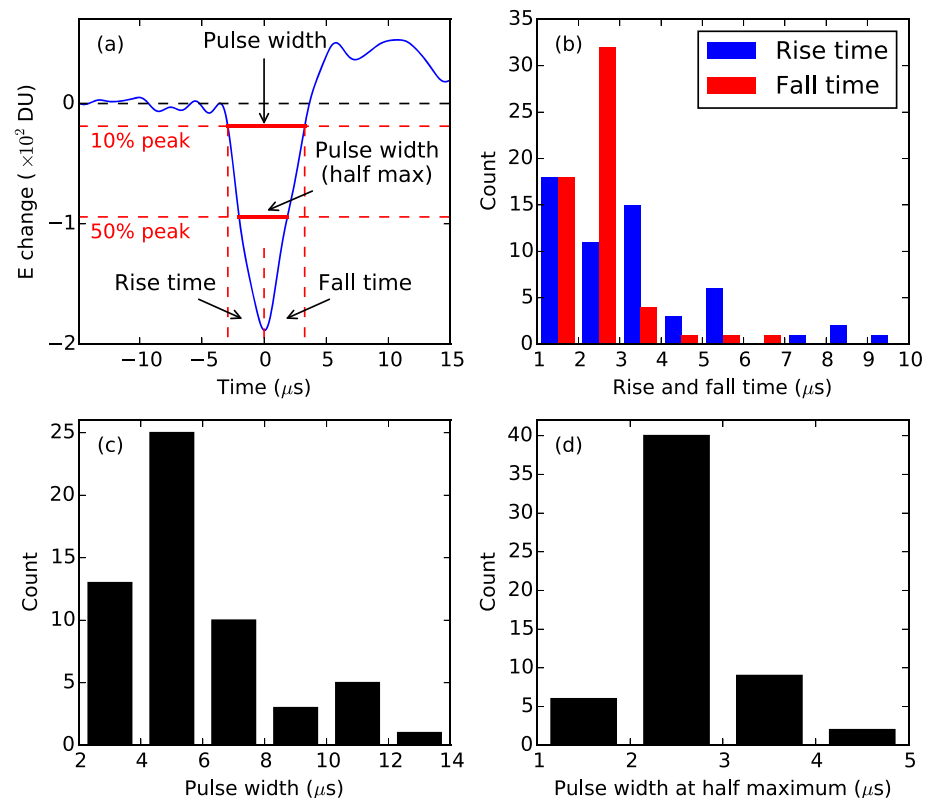 (a)
Pulse width
10% peak
Pulse width
(half max)
50% peak
Rise time
Fall time
E change ( ×10² DU)
0
−1
−2
−10
−5
0
5
10
15
Time (μs)
(b)
Rise time
Fall time
Count
35
30
25
20
15
10
5
0
1 2 3 4 5 6 7 8 9 10
Rise and fall time (μs)
(c)
Count
25
20
15
10
5
0
2 4 6 8 10 12 14
Pulse width (μs)
(d)
Count
40
35
30
25
20
15
10
5
0
1 2 3 4 5
Pulse width at half maximum (μs)